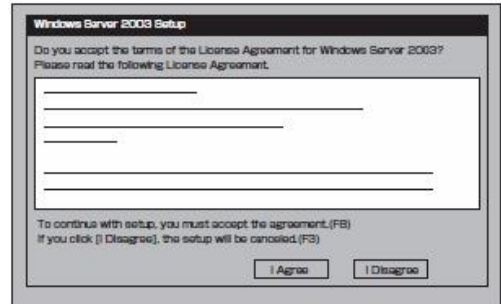 Windows Server 2003 Setup
Do you accept the terms of the License Agreement for Windows Server 2003?
Please read the following License Agreement.
To continue with setup, you must accept the agreement.(F8)
If you click [I Disagree], the setup will be canceled.(F3)
I Agree
I Disagree